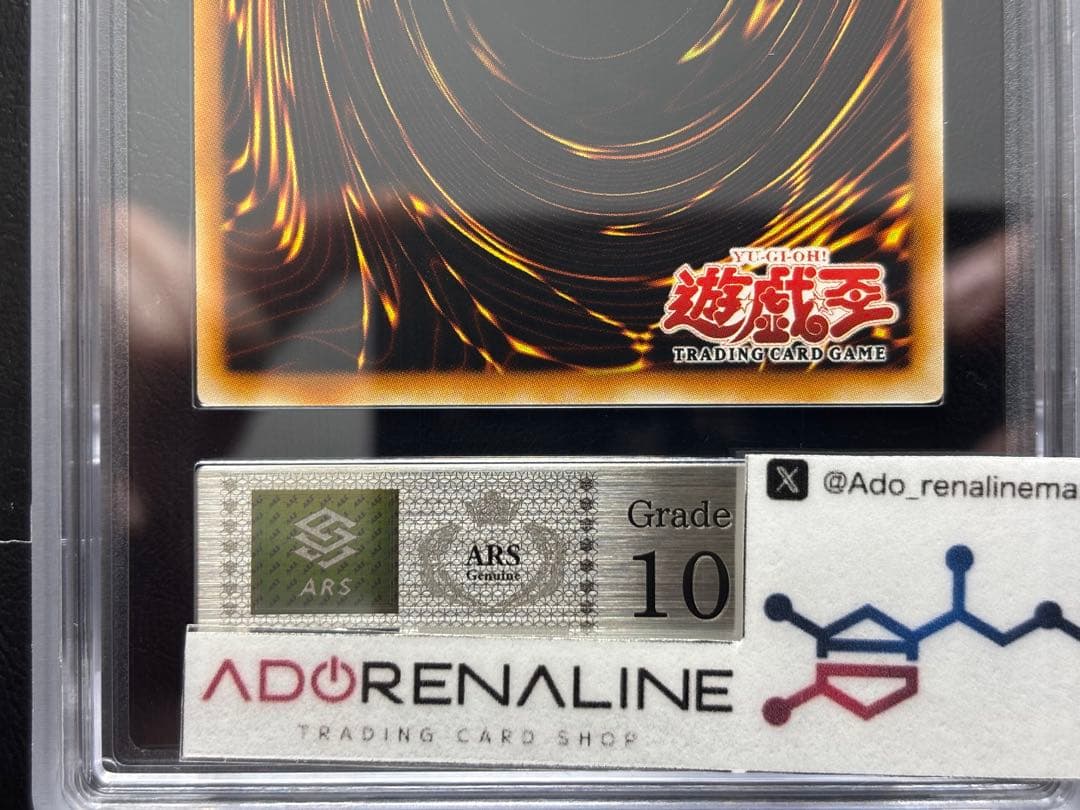 YU-GI-OH!
遊戯王
TRADING CARD GAME
ARS
ARS
Genuine
Grade
10
X @Ado_renalinema
ADORENALINE
TRADING CARD SHOP